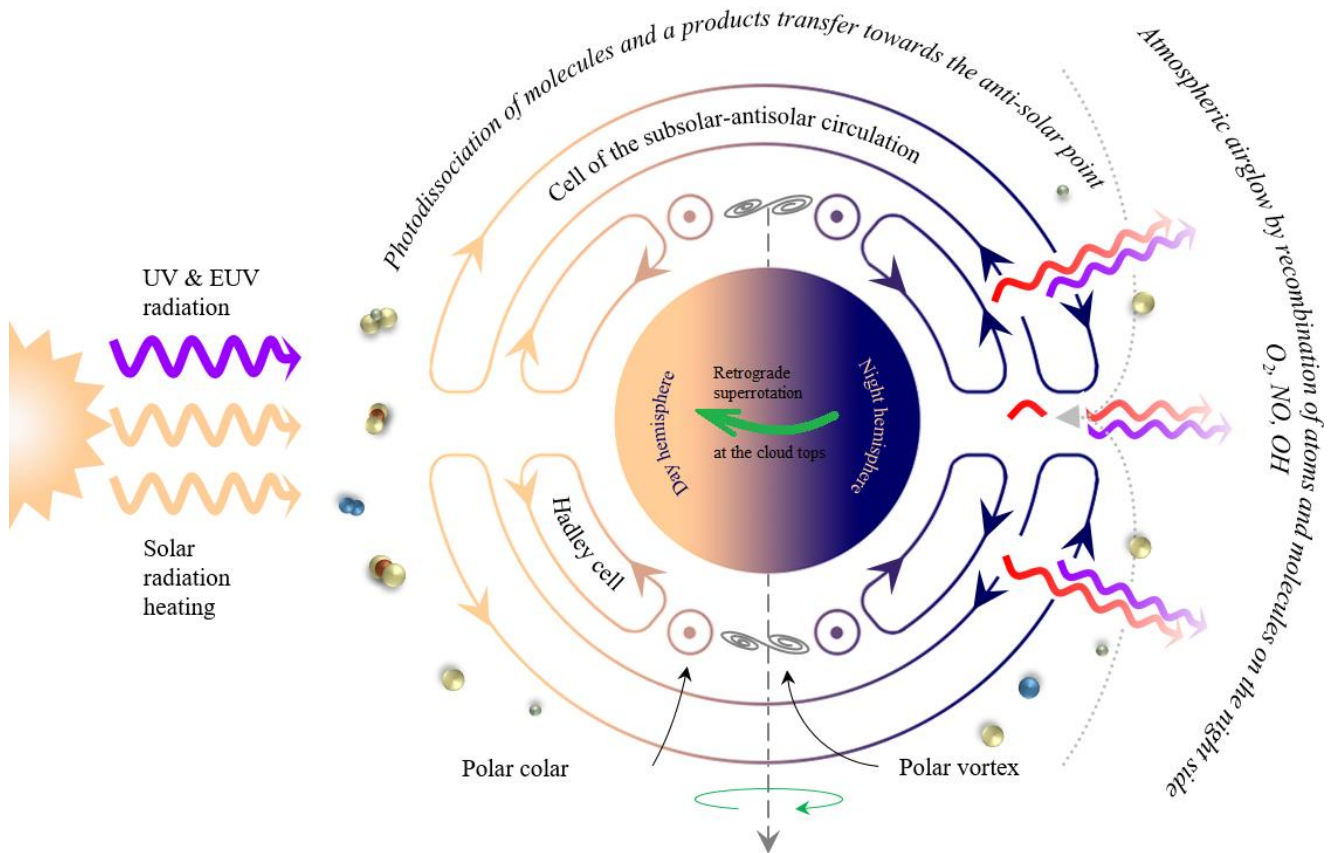 Photodissociation of molecules and a products transfer towards the anti-solar point
Cell of the subsolar-antisolar circulation
Atmospheric airglow by recombination of atoms and molecules on the night side
O₂, NO, OH
UV & EUV
radiation
Solar
radiation
heating
Day hemisphere
Retrograde
superrotation
at the cloud tops
Night hemisphere
Hadley cell
Polar colar
Polar vortex